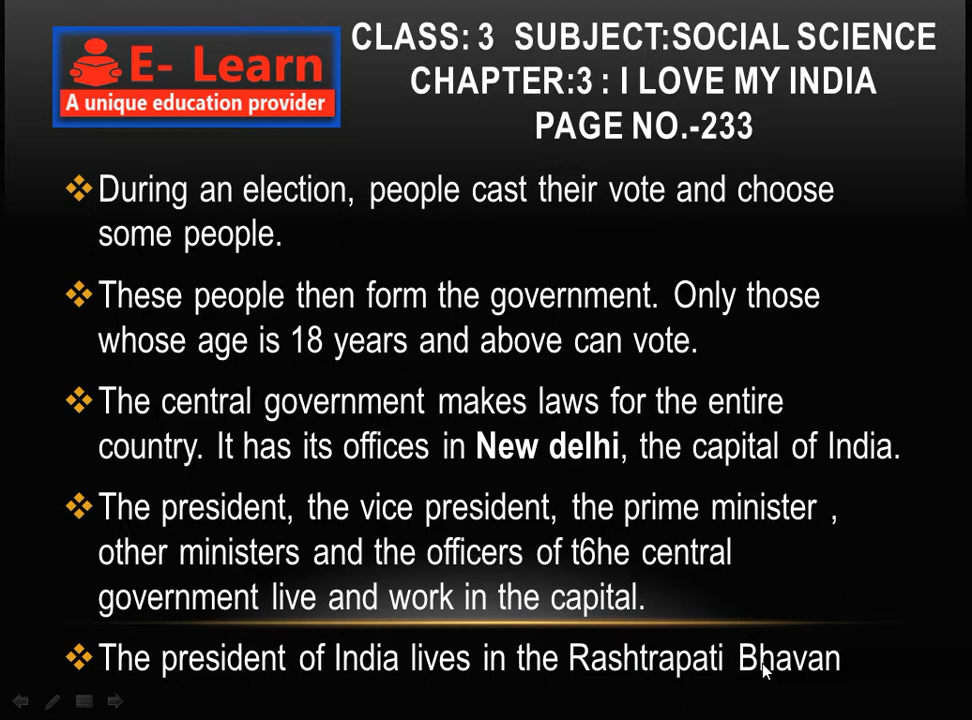 E- Learn
A unique education provider
CLASS: 3 SUBJECT:SOCIAL SCIENCE
CHAPTER:3 : I LOVE MY INDIA
PAGE NO.-233
During an election, people cast their vote and choose
some people.
These people then form the government. Only those
whose age is 18 years and above can vote.
The central government makes laws for the entire
country. It has its offices in New delhi, the capital of India.
The president, the vice president, the prime minister ,
other ministers and the officers of t6he central
government live and work in the capital.
The president of India lives in the Rashtrapati Bhavan